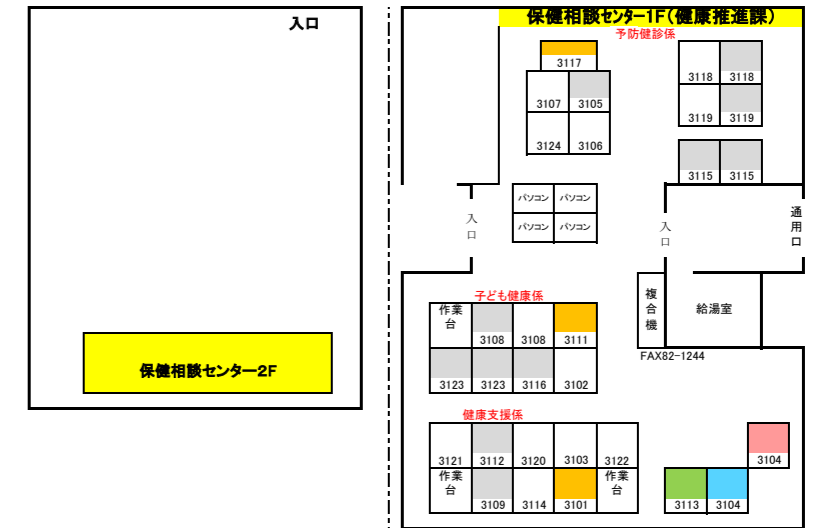 入口
保健相談センター2F
保健相談センター1F(健康推進課)
予防健診係
3117
3107 3105
3124 3106
3118 3118
3119 3119
3115 3115
パソコン パソコン
パソコン パソコン
入口
入口
通用口
子ども健康係
作業台
3108 3108 3111
3123 3123 3116 3102
複合機
給湯室
FAX82-1244
健康支援係
3121 3112 3120 3103 3122
作業台
3109 3114 3101
作業台
3104
3113 3104